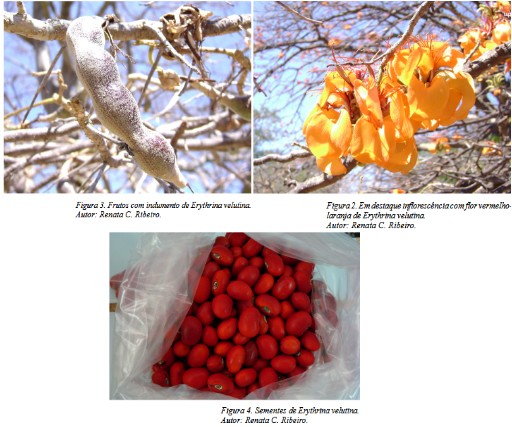 Figura 3. Frutos com indumento de Erythrina velutina.
Autor: Renata C. Ribeiro.
Figura 2. Em destaque inflorescência com flor vermelho-
laranja de Erythrina velutina.
Autor: Renata C. Ribeiro.
Figura 4. Sementes de Erythrina velutina.
Autor: Renata C. Ribeiro.